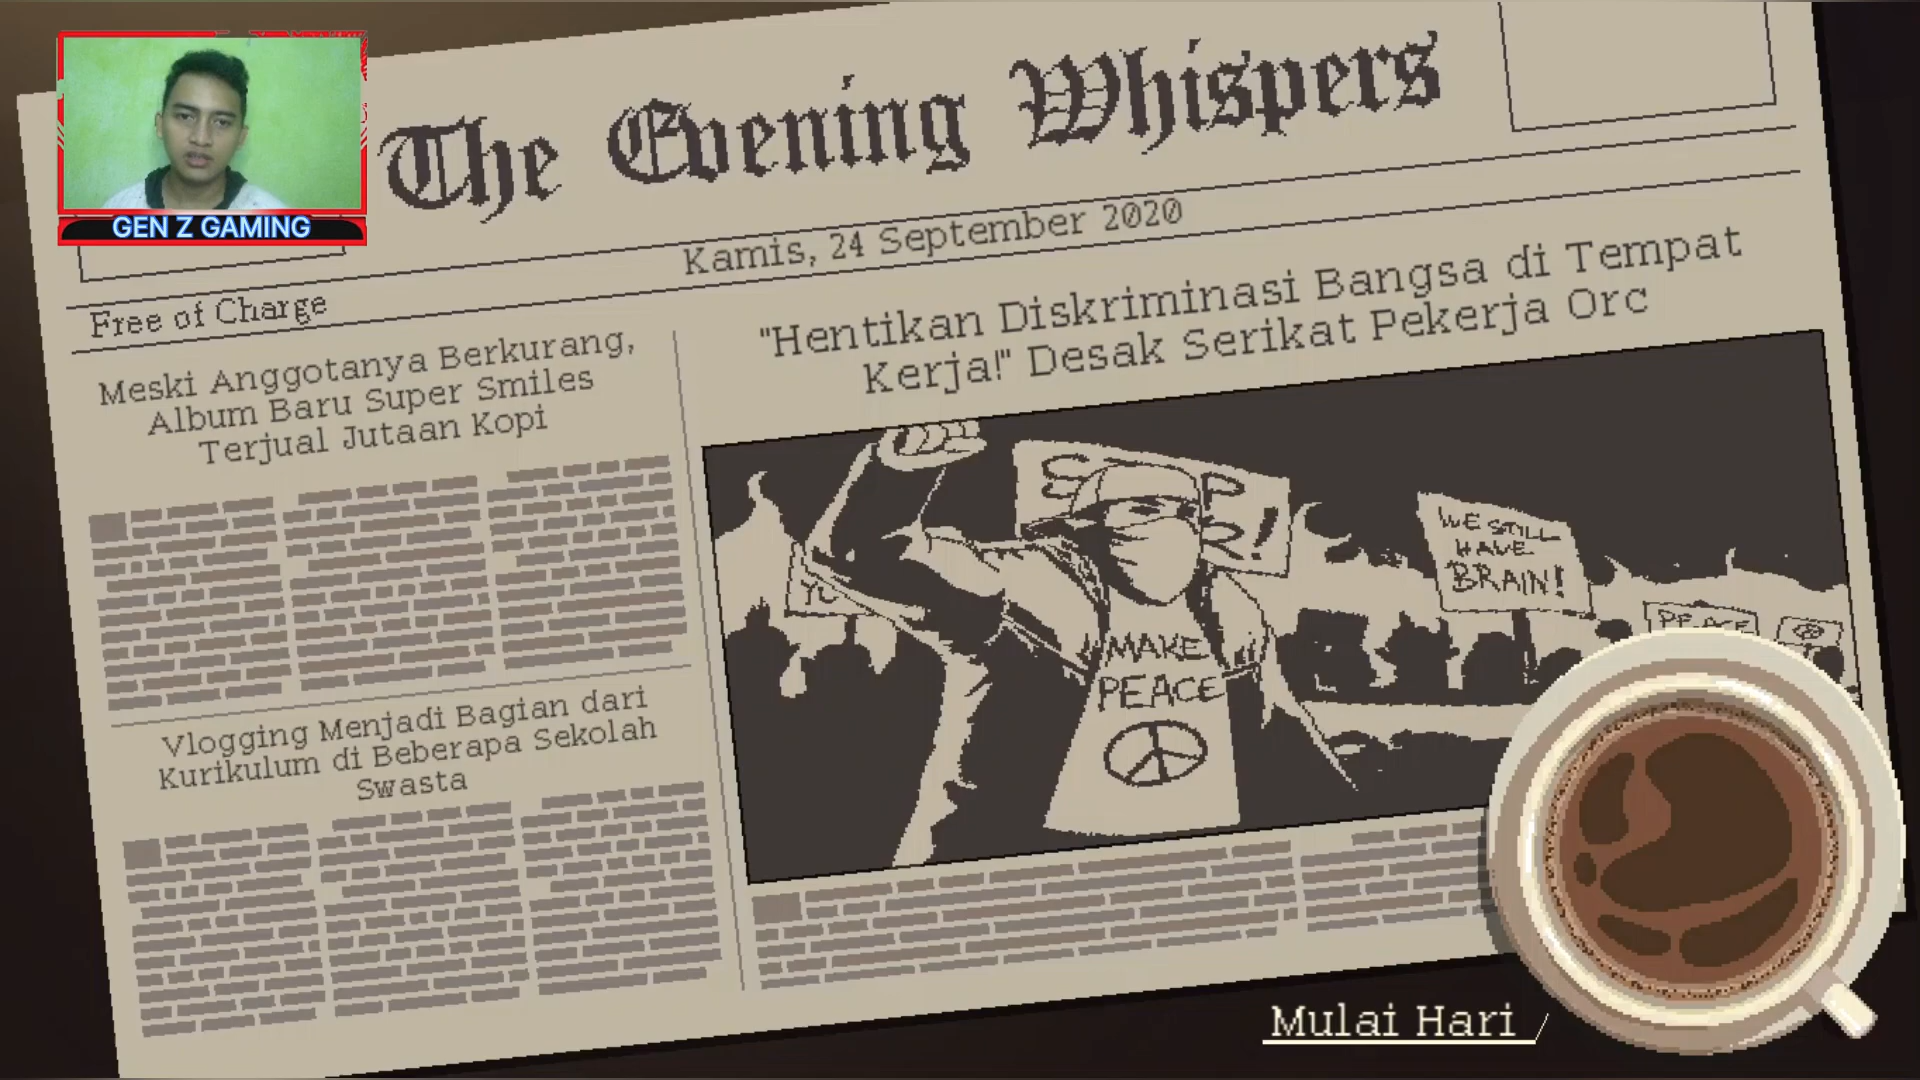 GEN Z GAMING
The Evening Whispers
Kamis, 24 September 2020
Free of Charge
Meski Anggotanya Berkurang,
Album Baru Super Smiles
Terjual Jutaan Kopi
Vlogging Menjadi Bagian dari
Kurikulum di Beberapa Sekolah
Swasta
"Hentikan Diskriminasi Bangsa di Tempat
Kerja!" Desak Serikat Pekerja Orc
WE STILL
HAVE
BRAIN!
PEACE
MAKE
PEACE
Mulai Hari